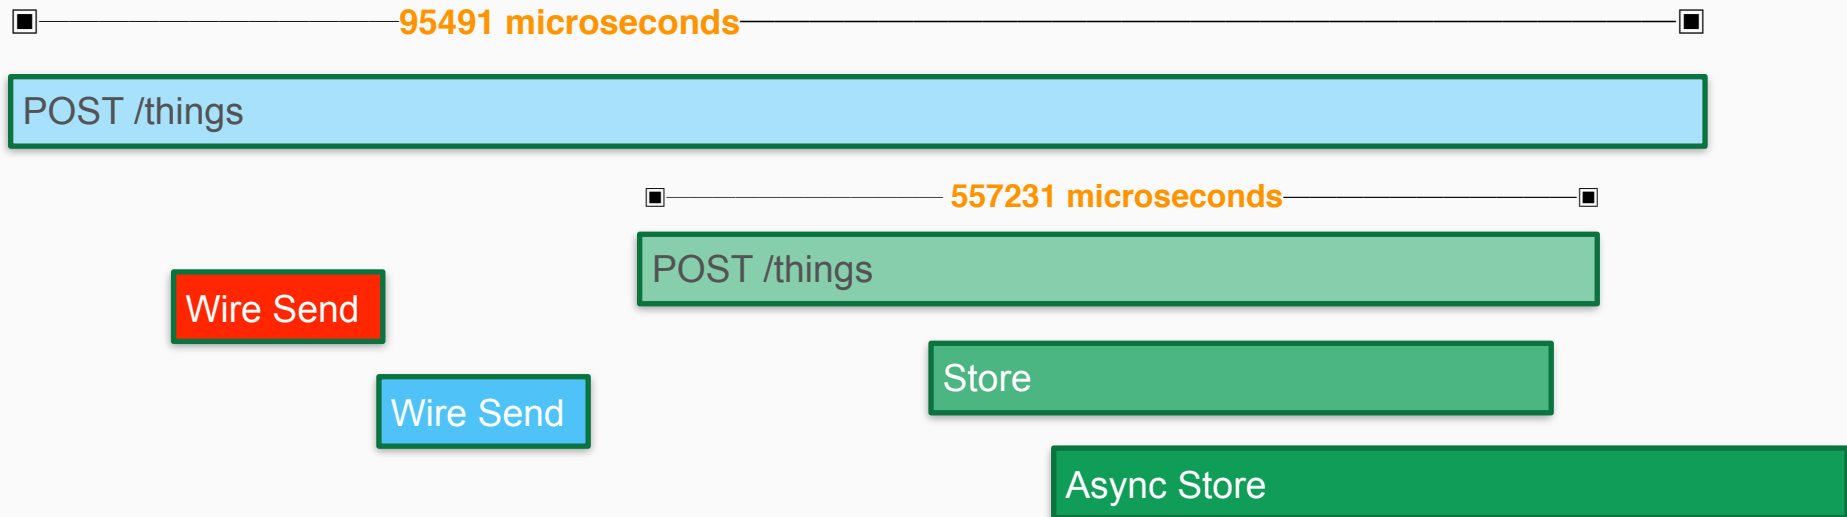 95491 microseconds
POST /things
557231 microseconds
POST /things
Wire Send
Store
Wire Send
Async Store